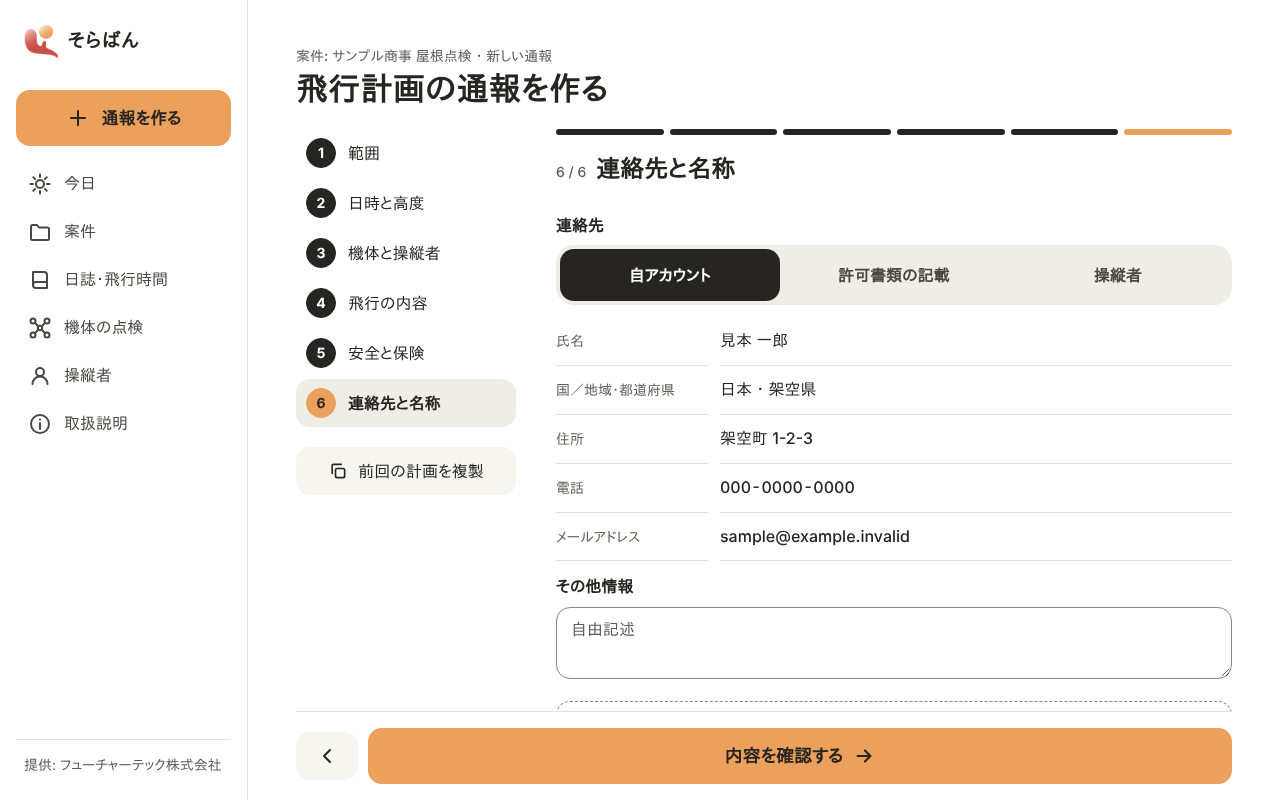 そらばん
通報を作る
今日
案件
日誌·飛行時間
機体の点検
操縦者
取扱説明
提供: フューチャーテック株式会社
案件: サンプル商事 屋根点検 · 新しい通報
飛行計画の通報を作る
1 範囲
2 日時と高度
3 機体と操縦者
4 飛行の内容
5 安全と保険
6 連絡先と名称
前回の計画を複製
6 / 6 連絡先と名称
連絡先
自アカウント 許可書類の記載 操縦者
氏名 見本 一郎
国／地域·都道府県 日本 · 架空県
住所 架空町 1-2-3
電話 000-0000-0000
メールアドレス sample@example.invalid
その他情報
自由記述
内容を確認する